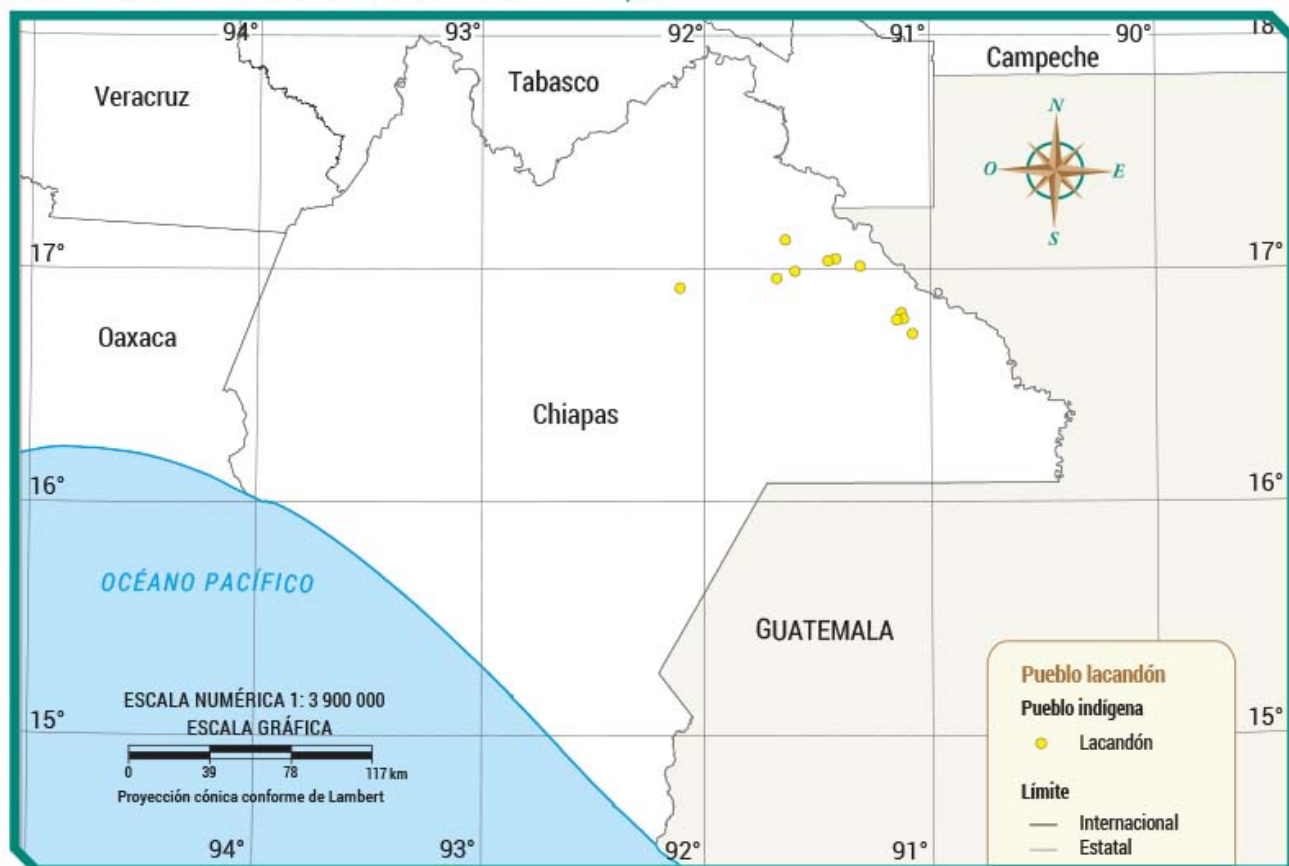 94°
93°
92°
91°
90°
18
Veracruz
Tabasco
Campeche
N
O
E
S
17°
17°
Oaxaca
Chiapas
16°
16°
OCÉANO PACÍFICO
GUATEMALA
ESCALA NUMÉRICA 1: 3 900 000
ESCALA GRÁFICA
0 39 78 117 km
Proyección cónica conforme de Lambert
15°
15°
Pueblo lacandón
Pueblo indígena
Lacandón
Límite
Internacional
Estatal
94°
93°
92°
91°